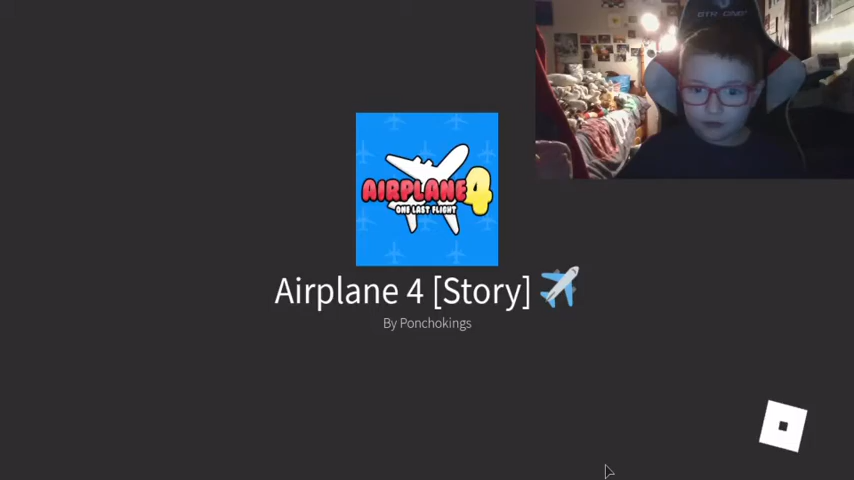 AIRPLANE 4
ONE LAST FLIGHT
Airplane 4 [Story] ✈️
By Ponchokings